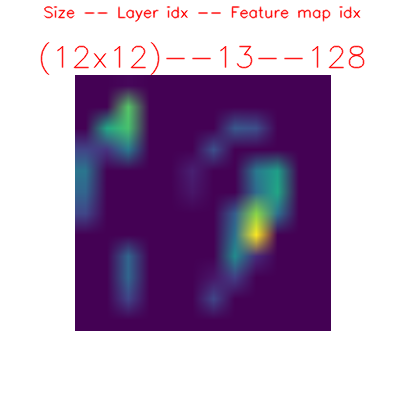 Size -- Layer idx -- Feature map idx
(12x12)--13--128